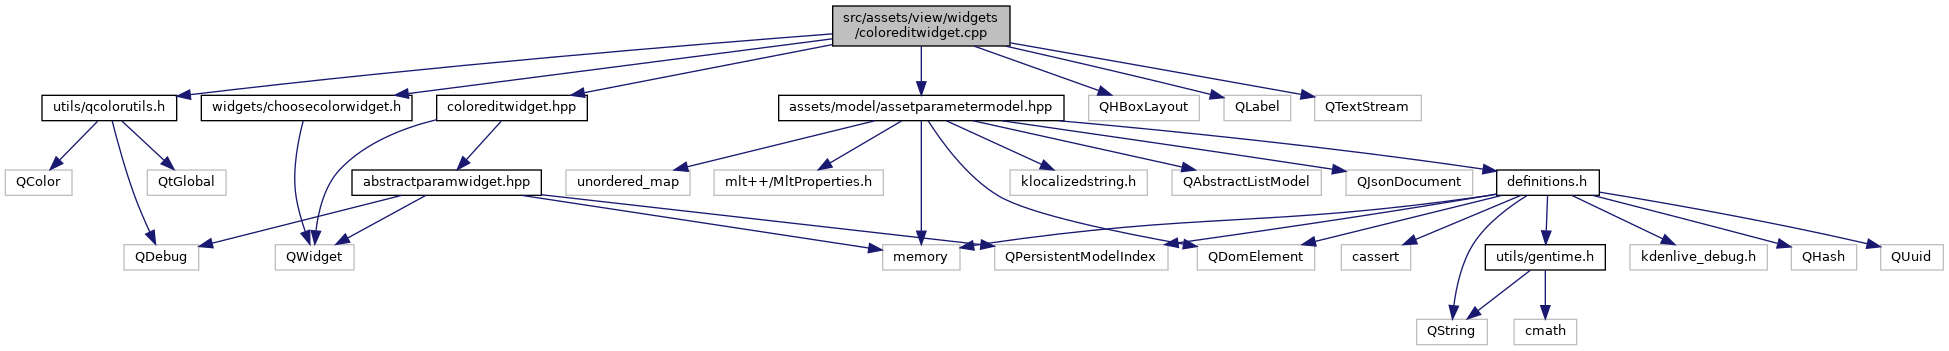 src/assets/view/widgets
/coloreditwidget.cpp
utils/qcolorutils.h
widgets/choosecolorwidget.h
coloreditwidget.hpp
assets/model/assetparametermodel.hpp
QHBoxLayout
QLabel
QTextStream
QColor
QtGlobal
abstractparamwidget.hpp
unordered_map
mlt++/MltProperties.h
klocalizedstring.h
QAbstractListModel
QJsonDocument
definitions.h
QDebug
QWidget
memory
QPersistentModelIndex
QDomElement
cassert
utils/gentime.h
kdenlive_debug.h
QHash
QUuid
QString
cmath